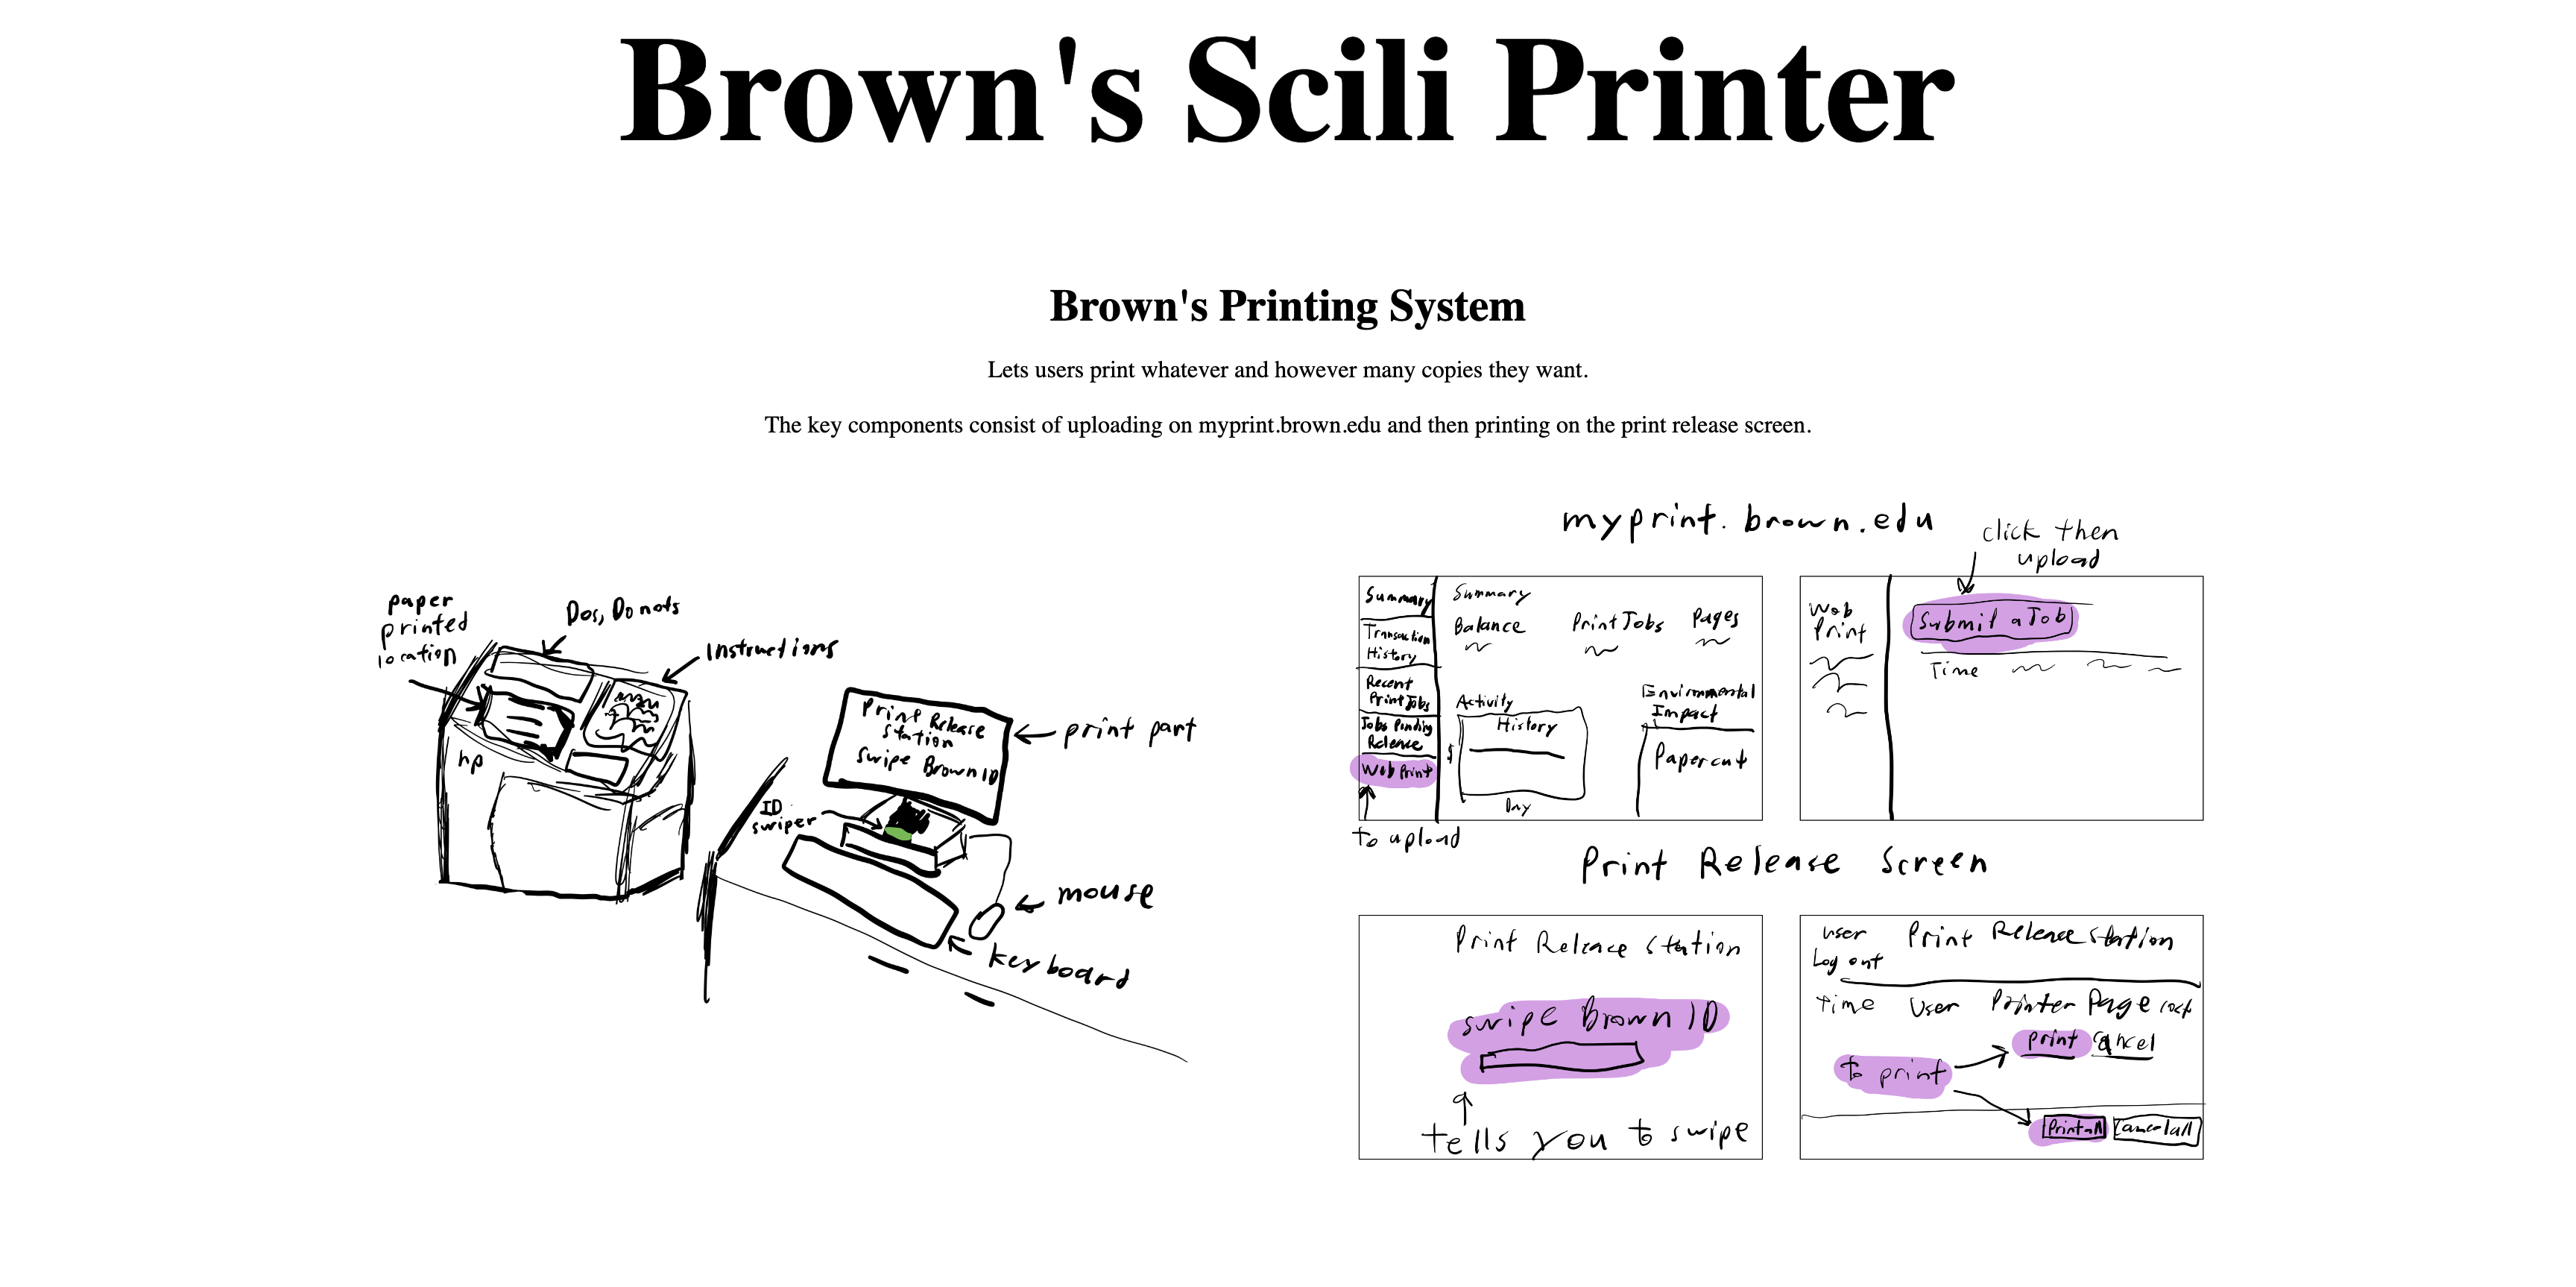 Brown's Scili Printer
Brown's Printing System
Lets users print whatever and however many copies they want.
The key components consist of uploading on myprint.brown.edu and then printing on the print release screen.
paper
printed
location
Dos, Do nots
Instructions
hp
Print Release
Station
Swipe Brown ID
print part
ID
swiper
mouse
keyboard
myprint.brown.edu
click then
upload
Summary
Transaction
History
Recent
Print Jobs
Jobs Pending
Release
Web Print
to upload
Summary
Balance
Print Jobs
Pages
Activity
History
$
Day
Environmental
Impact
Papercut
Web
Print
Submit a Job
Time
Print Release Screen
Print Release Station
swipe Brown ID
tells you to swipe
User
Log out
Print Release Station
Time User Printer Page cost
print cancel
to print
Print all Cancel all